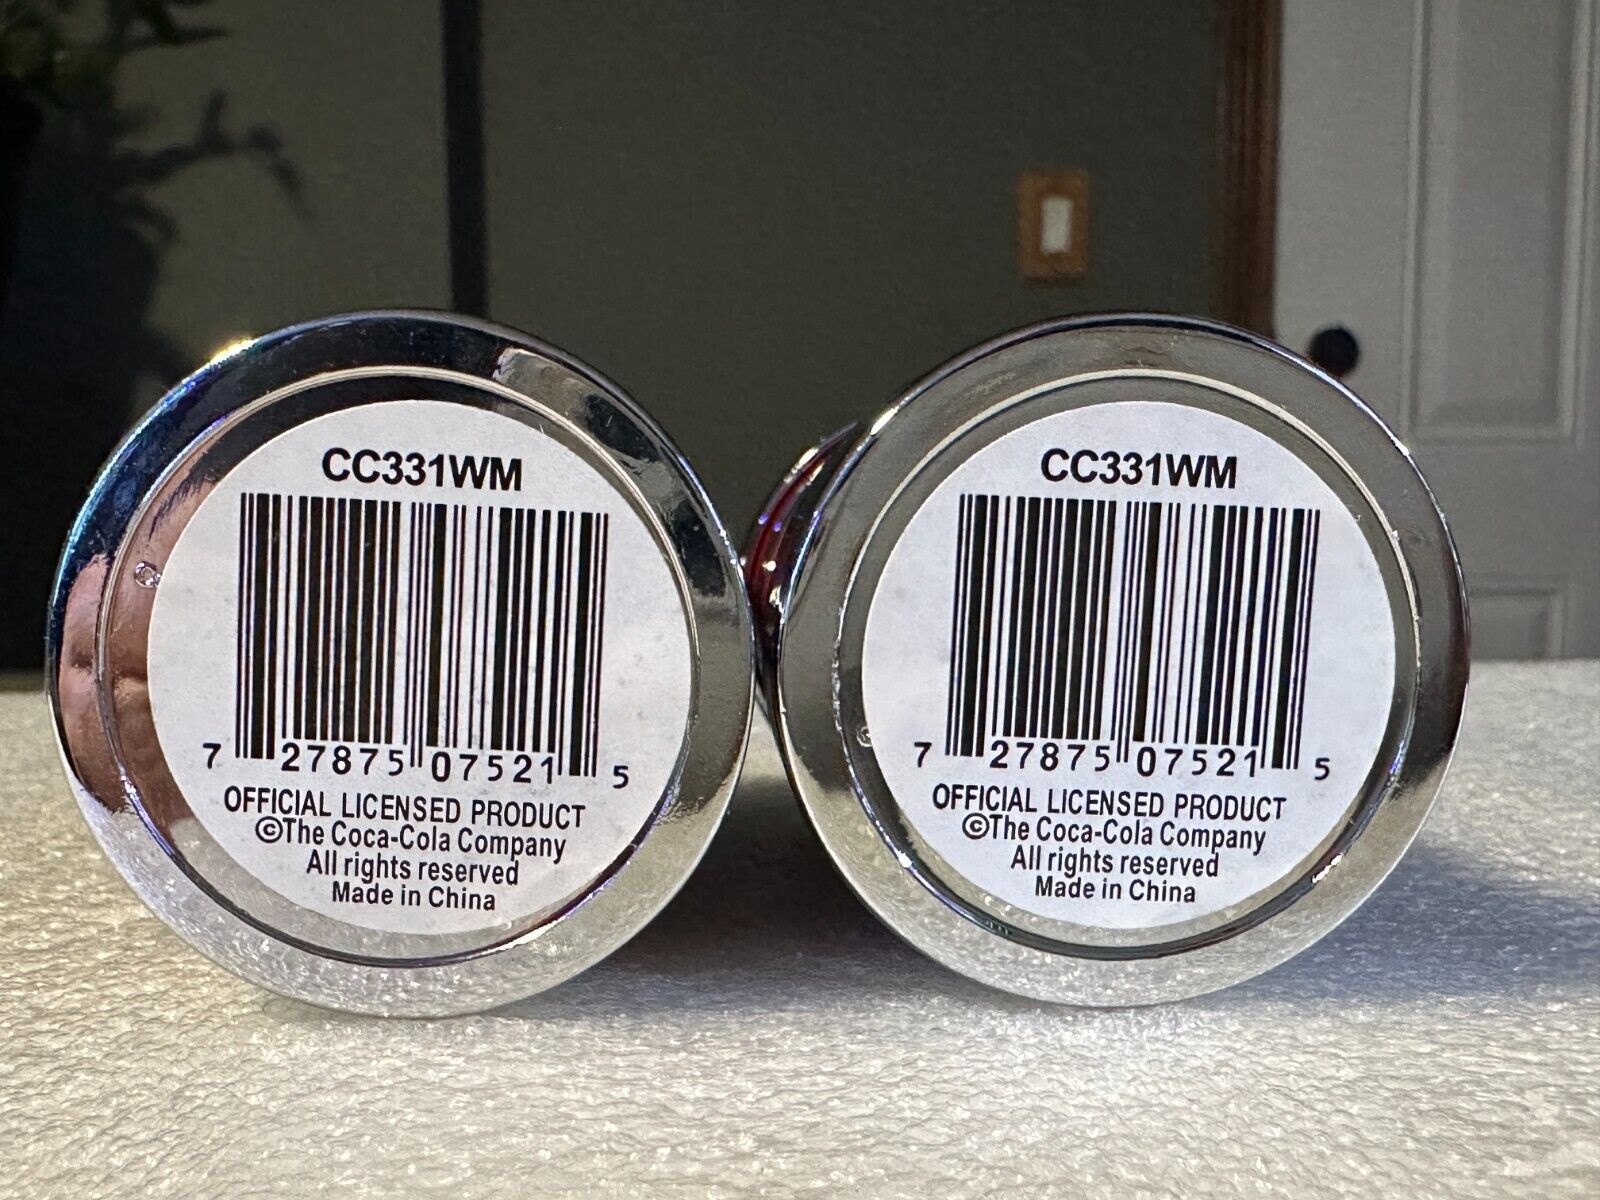 CC331WM
7 27875 07521 5
OFFICIAL LICENSED PRODUCT
©The Coca-Cola Company
All rights reserved
Made in China
CC331WM
7 27875 07521 5
OFFICIAL LICENSED PRODUCT
©The Coca-Cola Company
All rights reserved
Made in China